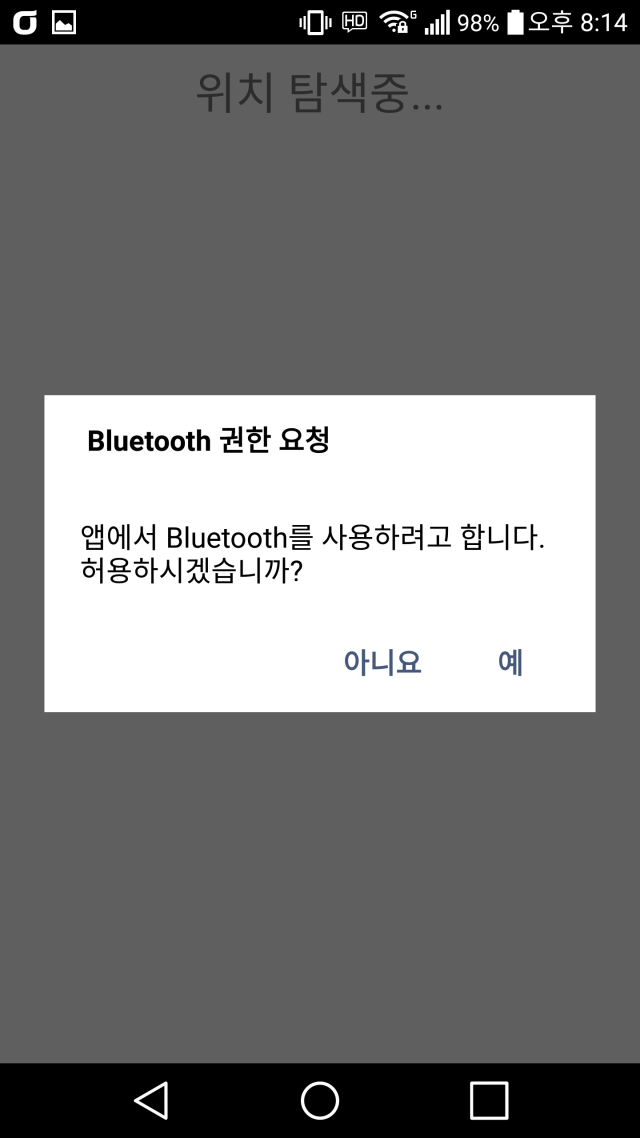 HD G 98% 오후 8:14
위치 탐색중...
Bluetooth 권한 요청
앱에서 Bluetooth를 사용하려고 합니다.
허용하시겠습니까?
아니요 예